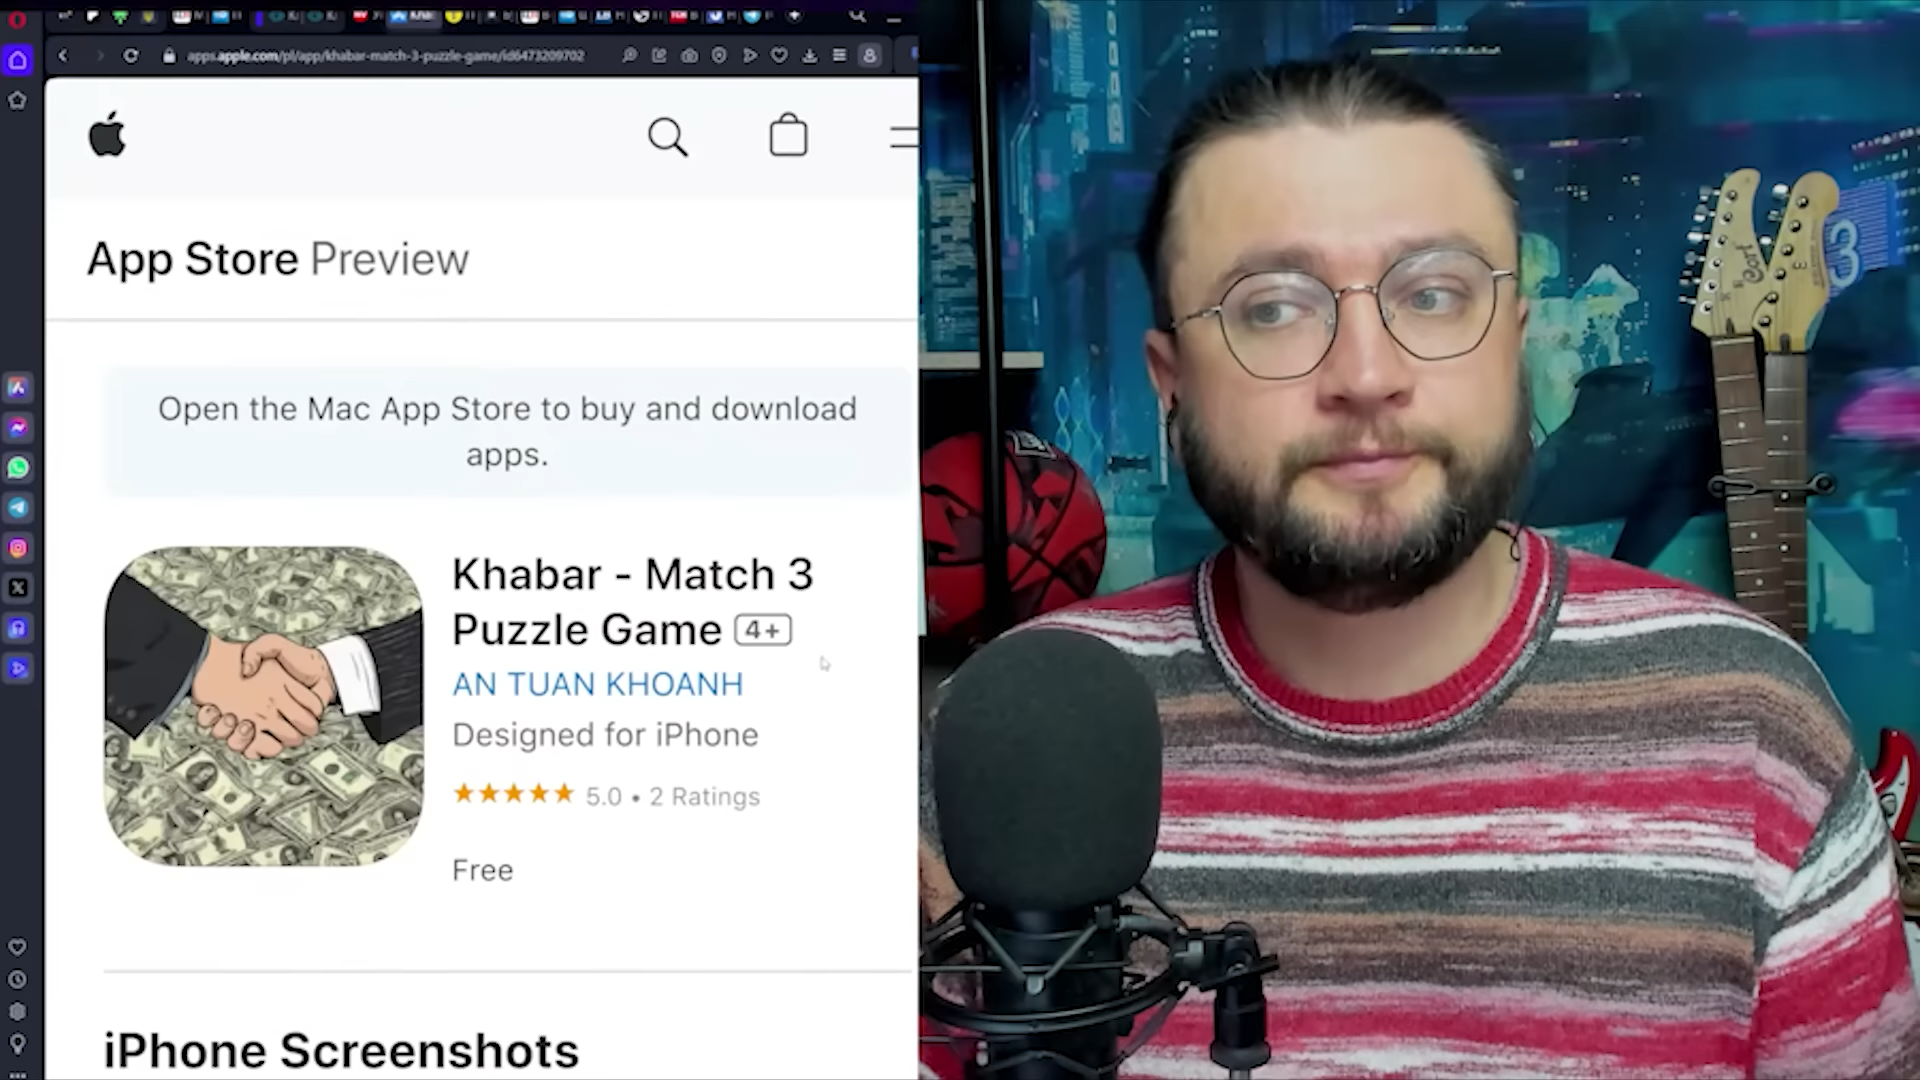 apps.apple.com/pl/app/khabar-match-3-puzzle-game/id6473209702
App Store Preview
Open the Mac App Store to buy and download
apps.
Khabar - Match 3
Puzzle Game 4+
AN TUAN KHOANH
Designed for iPhone
5.0 • 2 Ratings
Free
iPhone Screenshots
Cort
3